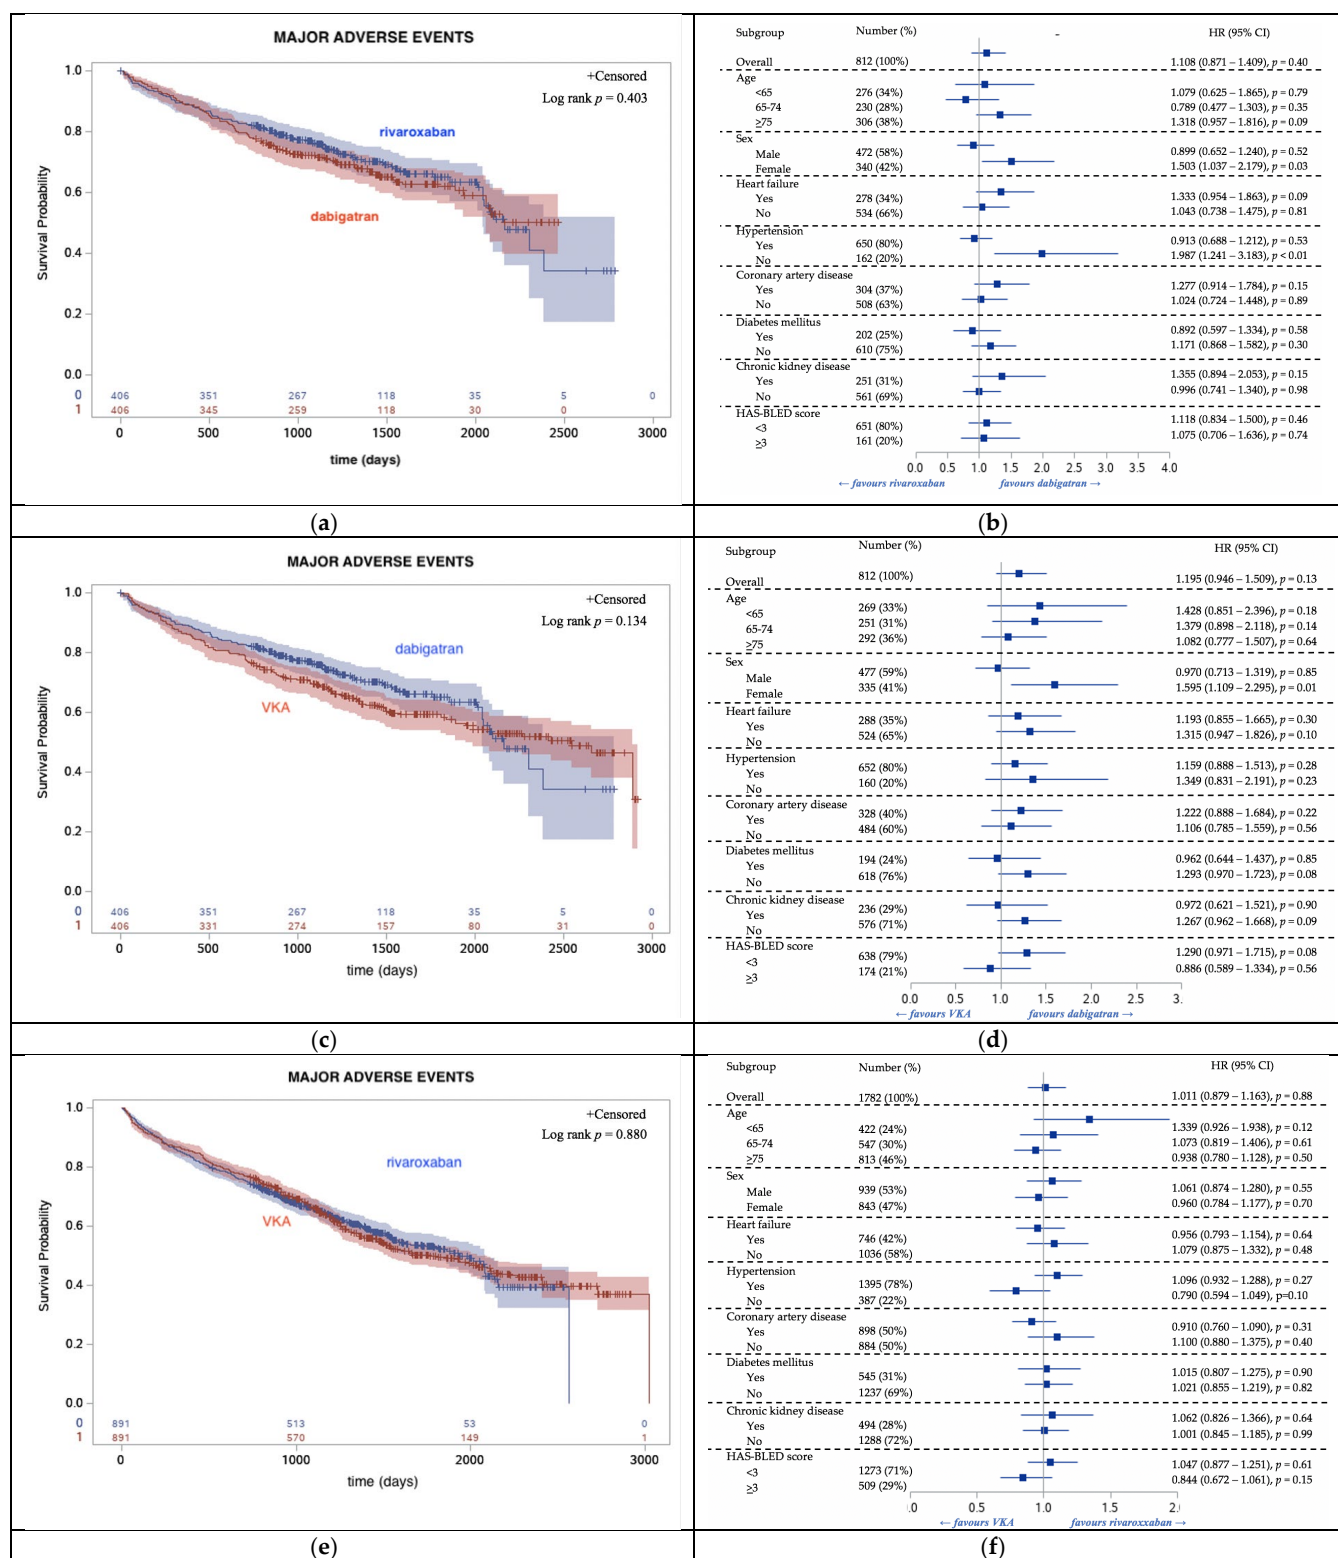 MAJOR ADVERSE EVENTS
+Censored
Log rank p = 0.403
rivaroxaban
dabigatran
Survival Probability
1.0
0.8
0.6
0.4
0.2
0.0
0 406 351 267 118 35 5 0
1 406 345 259 118 30 0
0 500 1000 1500 2000 2500 3000
time (days)
Subgroup Number (%) HR (95% CI)
Overall 812 (100%) 1.108 (0.871 – 1.409), p = 0.40
Age
<65 276 (34%) 1.079 (0.625 – 1.865), p = 0.79
65-74 230 (28%) 0.789 (0.477 – 1.303), p = 0.35
≥75 306 (38%) 1.318 (0.957 – 1.816), p = 0.09
Sex
Male 472 (58%) 0.899 (0.652 – 1.240), p = 0.52
Female 340 (42%) 1.503 (1.037 – 2.179), p = 0.03
Heart failure
Yes 278 (34%) 1.333 (0.954 – 1.863), p = 0.09
No 534 (66%) 1.043 (0.738 – 1.475), p = 0.81
Hypertension
Yes 650 (80%) 0.913 (0.688 – 1.212), p = 0.53
No 162 (20%) 1.987 (1.241 – 3.183), p < 0.01
Coronary artery disease
Yes 304 (37%) 1.277 (0.914 – 1.784), p = 0.15
No 508 (63%) 1.024 (0.724 – 1.448), p = 0.89
Diabetes mellitus
Yes 202 (25%) 0.892 (0.597 – 1.334), p = 0.58
No 610 (75%) 1.171 (0.868 – 1.582), p = 0.30
Chronic kidney disease
Yes 251 (31%) 1.355 (0.894 – 2.053), p = 0.15
No 561 (69%) 0.996 (0.741 – 1.340), p = 0.98
HAS-BLED score
<3 651 (80%) 1.118 (0.834 – 1.500), p = 0.46
≥3 161 (20%) 1.075 (0.706 – 1.636), p = 0.74
0.0 0.5 1.0 1.5 2.0 2.5 3.0 3.5 4.0
← favours rivaroxaban favours dabigatran →
(a)
(b)
MAJOR ADVERSE EVENTS
+Censored
Log rank p = 0.134
dabigatran
VKA
Survival Probability
1.0
0.8
0.6
0.4
0.2
0.0
0 406 351 267 118 35 5 0
1 406 331 274 157 80 31 0
0 500 1000 1500 2000 2500 3000
time (days)
Subgroup Number (%) HR (95% CI)
Overall 812 (100%) 1.195 (0.946 – 1.509), p = 0.13
Age
<65 269 (33%) 1.428 (0.851 – 2.396), p = 0.18
65-74 251 (31%) 1.379 (0.898 – 2.118), p = 0.14
≥75 292 (36%) 1.082 (0.777 – 1.507), p = 0.64
Sex
Male 477 (59%) 0.970 (0.713 – 1.319), p = 0.85
Female 335 (41%) 1.595 (1.109 – 2.295), p = 0.01
Heart failure
Yes 288 (35%) 1.193 (0.855 – 1.665), p = 0.30
No 524 (65%) 1.315 (0.947 – 1.826), p = 0.10
Hypertension
Yes 652 (80%) 1.159 (0.888 – 1.513), p = 0.28
No 160 (20%) 1.349 (0.831 – 2.191), p = 0.23
Coronary artery disease
Yes 328 (40%) 1.222 (0.888 – 1.684), p = 0.22
No 484 (60%) 1.106 (0.785 – 1.559), p = 0.56
Diabetes mellitus
Yes 194 (24%) 0.962 (0.644 – 1.437), p = 0.85
No 618 (76%) 1.293 (0.970 – 1.723), p = 0.08
Chronic kidney disease
Yes 236 (29%) 0.972 (0.621 – 1.521), p = 0.90
No 576 (71%) 1.267 (0.962 – 1.668), p = 0.09
HAS-BLED score
<3 638 (79%) 1.290 (0.971 – 1.715), p = 0.08
≥3 174 (21%) 0.886 (0.589 – 1.334), p = 0.56
0.0 0.5 1.0 1.5 2.0 2.5 3.
← favours VKA favours dabigatran →
(c)
(d)
MAJOR ADVERSE EVENTS
+Censored
Log rank p = 0.880
rivaroxaban
VKA
Survival Probability
1.0
0.8
0.6
0.4
0.2
0.0
0 891 513 53 0
1 891 570 149 1
0 1000 2000 3000
time (days)
Subgroup Number (%) HR (95% CI)
Overall 1782 (100%) 1.011 (0.879 – 1.163), p = 0.88
Age
<65 422 (24%) 1.339 (0.926 – 1.938), p = 0.12
65-74 547 (30%) 1.073 (0.819 – 1.406), p = 0.61
≥75 813 (46%) 0.938 (0.780 – 1.128), p = 0.50
Sex
Male 939 (53%) 1.061 (0.874 – 1.280), p = 0.55
Female 843 (47%) 0.960 (0.784 – 1.177), p = 0.70
Heart failure
Yes 746 (42%) 0.956 (0.793 – 1.154), p = 0.64
No 1036 (58%) 1.079 (0.875 – 1.332), p = 0.48
Hypertension
Yes 1395 (78%) 1.096 (0.932 – 1.288), p = 0.27
No 387 (22%) 0.790 (0.594 – 1.049), p=0.10
Coronary artery disease
Yes 898 (50%) 0.910 (0.760 – 1.090), p = 0.31
No 884 (50%) 1.100 (0.880 – 1.375), p = 0.40
Diabetes mellitus
Yes 545 (31%) 1.015 (0.807 – 1.275), p = 0.90
No 1237 (69%) 1.021 (0.855 – 1.219), p = 0.82
Chronic kidney disease
Yes 494 (28%) 1.062 (0.826 – 1.366), p = 0.64
No 1288 (72%) 1.001 (0.845 – 1.185), p = 0.99
HAS-BLED score
<3 1273 (71%) 1.047 (0.877 – 1.251), p = 0.61
≥3 509 (29%) 0.844 (0.672 – 1.061), p = 0.15
.0 0.5 1.0 1.5 2.
← favours VKA favours rivaroxxaban →
(e)
(f)